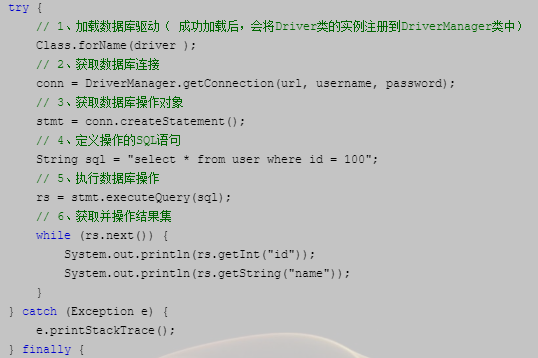 try {
// 1、加载数据库驱动（ 成功加载后，会将Driver类的实例注册到DriverManager类中）
Class.forName(driver );
// 2、获取数据库连接
conn = DriverManager.getConnection(url, username, password);
// 3、获取数据库操作对象
stmt = conn.createStatement();
// 4、定义操作的SQL语句
String sql = "select * from user where id = 100";
// 5、执行数据库操作
rs = stmt.executeQuery(sql);
// 6、获取并操作结果集
while (rs.next()) {
System.out.println(rs.getInt("id"));
System.out.println(rs.getString("name"));
}
} catch (Exception e) {
e.printStackTrace();
} finally {